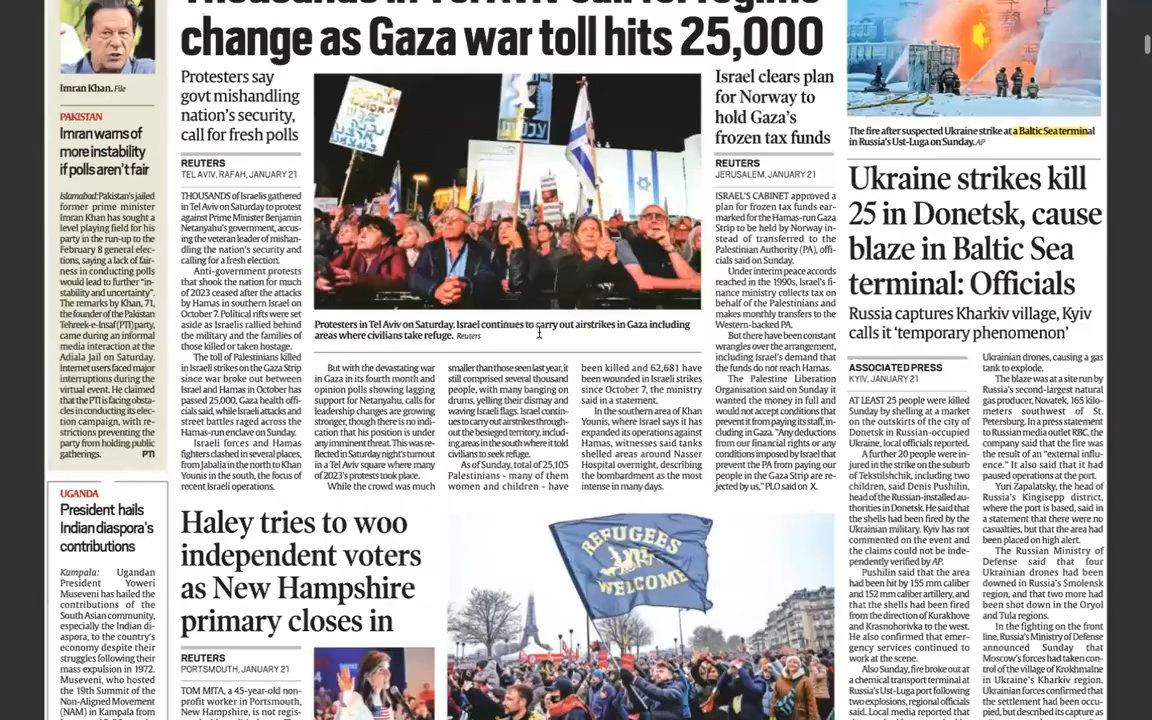 change as Gaza war toll hits 25,000
Imran Khan. File
PAKISTAN
Imran warns of
more instability
if polls aren't fair
Islamabad: Pakistan's jailed
former prime minister
Imran Khan has sought a
level playing field for his
party in the run-up to the
February 8 general elec-
tions, saying a lack of fair-
ness in conducting polls
would lead to further "in-
stability and uncertainty".
The remarks by Khan, 71,
the founder of the Pakistan
Tehreek-e-Insaf (PTI) party,
came during an informal
media interaction at the
Adiala Jail on Saturday.
Internet users faced major
interruptions during the
virtual event. He claimed
that the PTI is facing obsta-
cles in conducting its elec-
tion campaign, with re-
strictions preventing the
party from holding public
gatherings. PTI
UGANDA
President hails
Indian diaspora's
contributions
Kampala: Ugandan
President Yoweri
Museveni has hailed the
contributions of the
South Asian community,
especially the Indian di-
aspora, to the country's
economy despite their
struggles following their
mass expulsion in 1972.
Museveni, who hosted
the 19th Summit of the
Non-Aligned Movement
(NAM) in Kampala from
Protesters say
govt mishandling
nation's security,
call for fresh polls
REUTERS
TEL AVIV, RAFAH, JANUARY 21
THOUSANDS of Israelis gathered
in Tel Aviv on Saturday to protest
against Prime Minister Benjamin
Netanyahu's government, accus-
ing the veteran leader of mishan-
dling the nation's security and
calling for a fresh election.
Anti-government protests
that shook the nation for much
of 2023 ceased after the attacks
by Hamas in southern Israel on
October 7. Political rifts were set
aside as Israelis rallied behind
the military and the families of
those killed or taken hostage.
The toll of Palestinians killed
in Israeli strikes on the Gaza Strip
since war broke out between
Israel and Hamas in October has
passed 25,000, Gaza health offi-
cials said, while Israeli attacks and
street battles raged across the
Hamas-run enclave on Sunday.
Israeli forces and Hamas
fighters clashed in several places,
from Jabalia in the north to Khan
Younis in the south, the focus of
recent Israeli operations.
Protesters in Tel Aviv on Saturday. Israel continues to carry out airstrikes in Gaza including
areas where civilians take refuge. Reuters
But with the devastating war
in Gaza in its fourth month and
opinion polls showing lagging
support for Netanyahu, calls for
leadership changes are growing
stronger, though there is no indi-
cation that his position is under
any imminent threat. This was re-
flected in Saturday night's turnout
in a Tel Aviv square where many
of 2023's protests took place.
While the crowd was much
smaller than those seen last year, it
still comprised several thousand
people, with many banging on
drums, yelling their dismay and
waving Israeli flags. Israel contin-
ues to carry out airstrikes through-
out the besieged territory, includ-
ing areas in the south where it told
civilians to seek refuge.
As of Sunday, total of 25,105
Palestinians - many of them
women and children - have
been killed and 62,681 have
been wounded in Israeli strikes
since October 7, the ministry
said in a statement.
In the southern area of Khan
Younis, where Israel says it has
expanded its operations against
Hamas, witnesses said tanks
shelled areas around Nasser
Hospital overnight, describing
the bombardment as the most
intense in many days.
Israel clears plan
for Norway to
hold Gaza's
frozen tax funds
REUTERS
JERUSALEM, JANUARY 21
ISRAEL'S CABINET approved a
plan for frozen tax funds ear-
marked for the Hamas-run Gaza
Strip to be held by Norway in-
stead of transferred to the
Palestinian Authority (PA), offi-
cials said on Sunday.
Under interim peace accords
reached in the 1990s, Israel's fi-
nance ministry collects tax on
behalf of the Palestinians and
makes monthly transfers to the
Western-backed PA.
But there have been constant
wrangles over the arrangement,
including Israel's demand that
the funds do not reach Hamas.
The Palestine Liberation
Organisation said on Sunday it
wanted the money in full and
would not accept conditions that
prevent it from paying its staff, in-
cluding in Gaza. "Any deductions
from our financial rights or any
conditions imposed by Israel that
prevent the PA from paying our
people in the Gaza Strip are re-
jected by us," PLO said on X.
Haley tries to woo
independent voters
as New Hampshire
primary closes in
REUTERS
PORTSMOUTH, JANUARY 21
TOM MITA, a 45-year-old non-
profit worker in Portsmouth,
New Hampshire, is not regis-
REFUGEES
WELCOME
The fire after suspected Ukraine strike at a Baltic Sea terminal
in Russia's Ust-Luga on Sunday. AP
Ukraine strikes kill
25 in Donetsk, cause
blaze in Baltic Sea
terminal: Officials
Russia captures Kharkiv village, Kyiv
calls it 'temporary phenomenon'
ASSOCIATED PRESS
KYIV, JANUARY 21
AT LEAST 25 people were killed
Sunday by shelling at a market
on the outskirts of the city of
Donetsk in Russian-occupied
Ukraine, local officials reported.
A further 20 people were in-
jured in the strike on the suburb
of Tekstilshchik, including two
children, said Denis Pushilin,
head of the Russian-installed au-
thorities in Donetsk. He said that
the shells had been fired by the
Ukrainian military. Kyiv has not
commented on the event and
the claims could not be inde-
pendently verified by AP.
Pushilin said that the area
had been hit by 155 mm caliber
and 152 mm caliber artillery, and
that the shells had been fired
from the direction of Kurakhove
and Krasnohorivka to the west.
He also confirmed that emer-
gency services continued to
work at the scene.
Also Sunday, fire broke out at
a chemical transport terminal at
Russia's Ust-Luga port following
two explosions, regional officials
said. Local media reported that
Ukrainian drones, causing a gas
tank to explode.
The blaze was at a site run by
Russia's second-largest natural
gas producer, Novatek, 165 kilo-
meters southwest of St.
Petersburg. In a press statement
to Russian media outlet RBC, the
company said that the fire was
the result of an "external influ-
ence." It also said that it had
paused operations at the port.
Yuri Zapalatsky, the head of
Russia's Kingisepp district,
where the port is based, said in
a statement that there were no
casualties, but that the area had
been placed on high alert.
The Russian Ministry of
Defense said that four
Ukrainian drones had been
downed in Russia's Smolensk
region, and that two more had
been shot down in the Oryol
and Tula regions.
In the fighting on the front
line, Russia's Ministry of Defense
announced Sunday that
Moscow's forces had taken con-
trol of the village of Krokhmalne
in Ukraine's Kharkiv region.
Ukrainian forces confirmed that
the settlement had been occu-
pied, but described its capture as